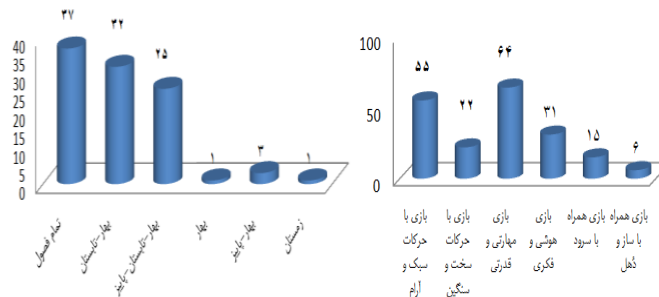 ۳۷
۳۲
۲۵
۱
۳
۱
40
35
30
25
20
15
10
5
0
تمام فصول
بهار-تابستان
بهار-تابستان-پاییز
بهار
بهار-پاییز
زمستان
100
50
0
۵۵
۲۲
۶۴
۳۱
۱۵
۶
بازی با
حرکات
سبک و
آرام
بازی با
حرکات
سخت و
سنگین
بازی
مهارتی و
قدرتی
بازی
هوشی و
فکری
بازی همراه
با سرود
بازی همراه
با ساز و
دُهل